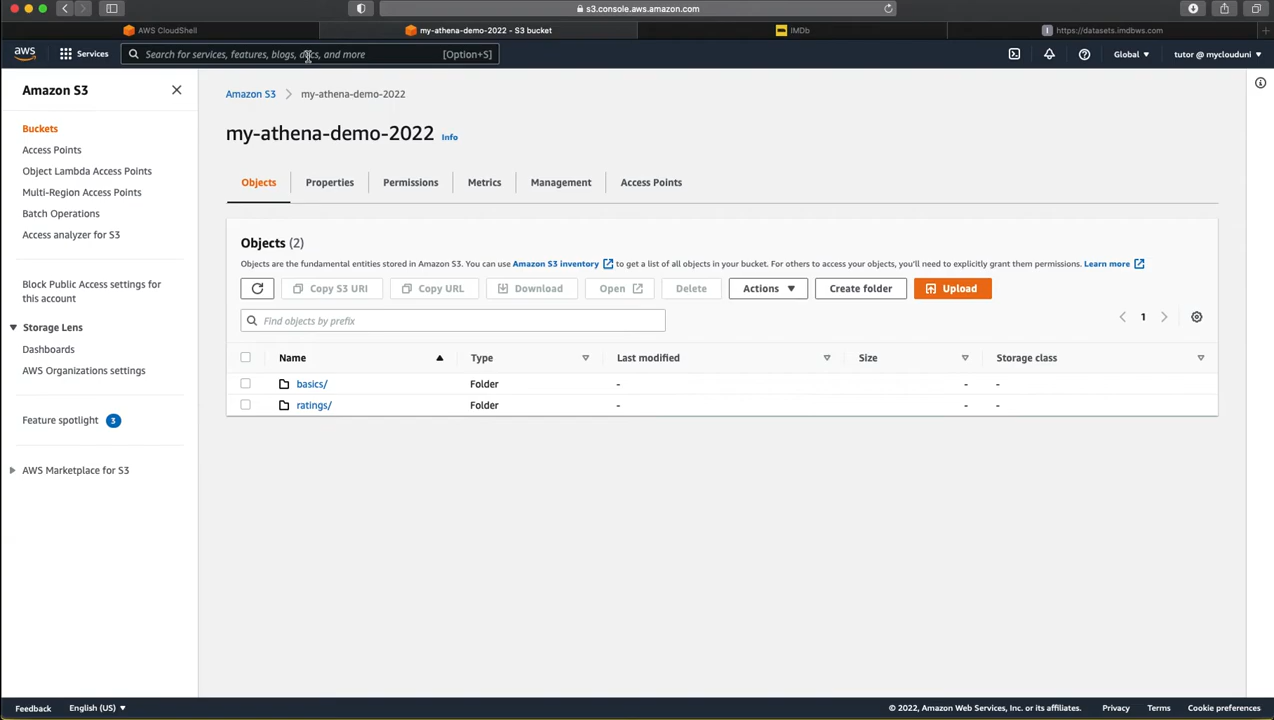 s3.console.aws.amazon.com
AWS CloudShell
my-athena-demo-2022 - S3 bucket
IMDb
https://datasets.imdbws.com
aws
Services
Search for services, features, blogs, docs, and more
[Option+S]
Global
tutor @ myclouduni
Amazon S3
Buckets
Access Points
Object Lambda Access Points
Multi-Region Access Points
Batch Operations
Access analyzer for S3
Block Public Access settings for
this account
Storage Lens
Dashboards
AWS Organizations settings
Feature spotlight 3
AWS Marketplace for S3
Amazon S3 > my-athena-demo-2022
my-athena-demo-2022 Info
Objects
Properties
Permissions
Metrics
Management
Access Points
Objects (2)
Objects are the fundamental entities stored in Amazon S3. You can use Amazon S3 inventory to get a list of all objects in your bucket. For others to access your objects, you'll need to explicitly grant them permissions. Learn more
Copy S3 URI
Copy URL
Download
Open
Delete
Actions
Create folder
Upload
Find objects by prefix
1
Name Type Last modified Size Storage class
basics/ Folder - - -
ratings/ Folder - - -
Feedback
English (US)
© 2022, Amazon Web Services, Inc. or its affiliates.
Privacy
Terms
Cookie preferences